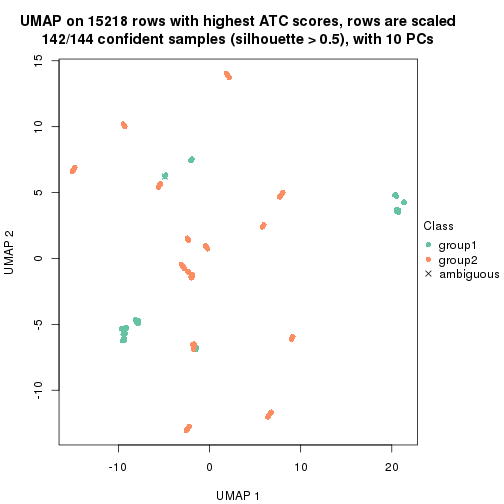 UMAP on 15218 rows with highest ATC scores, rows are scaled
142/144 confident samples (silhouette > 0.5), with 10 PCs
15
10
5
0
-5
-10
UMAP 2
-10
0
10
20
UMAP 1
Class
group1
group2
ambiguous